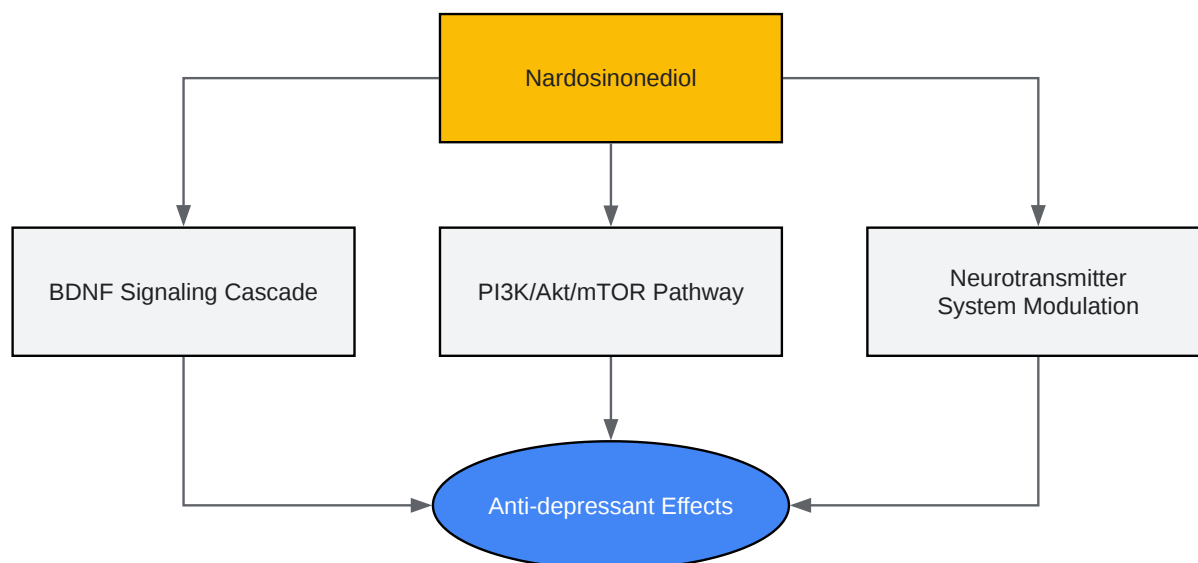 Nardosinonediol
BDNF Signaling Cascade
PI3K/Akt/mTOR Pathway
Neurotransmitter
System Modulation
Anti-depressant Effects